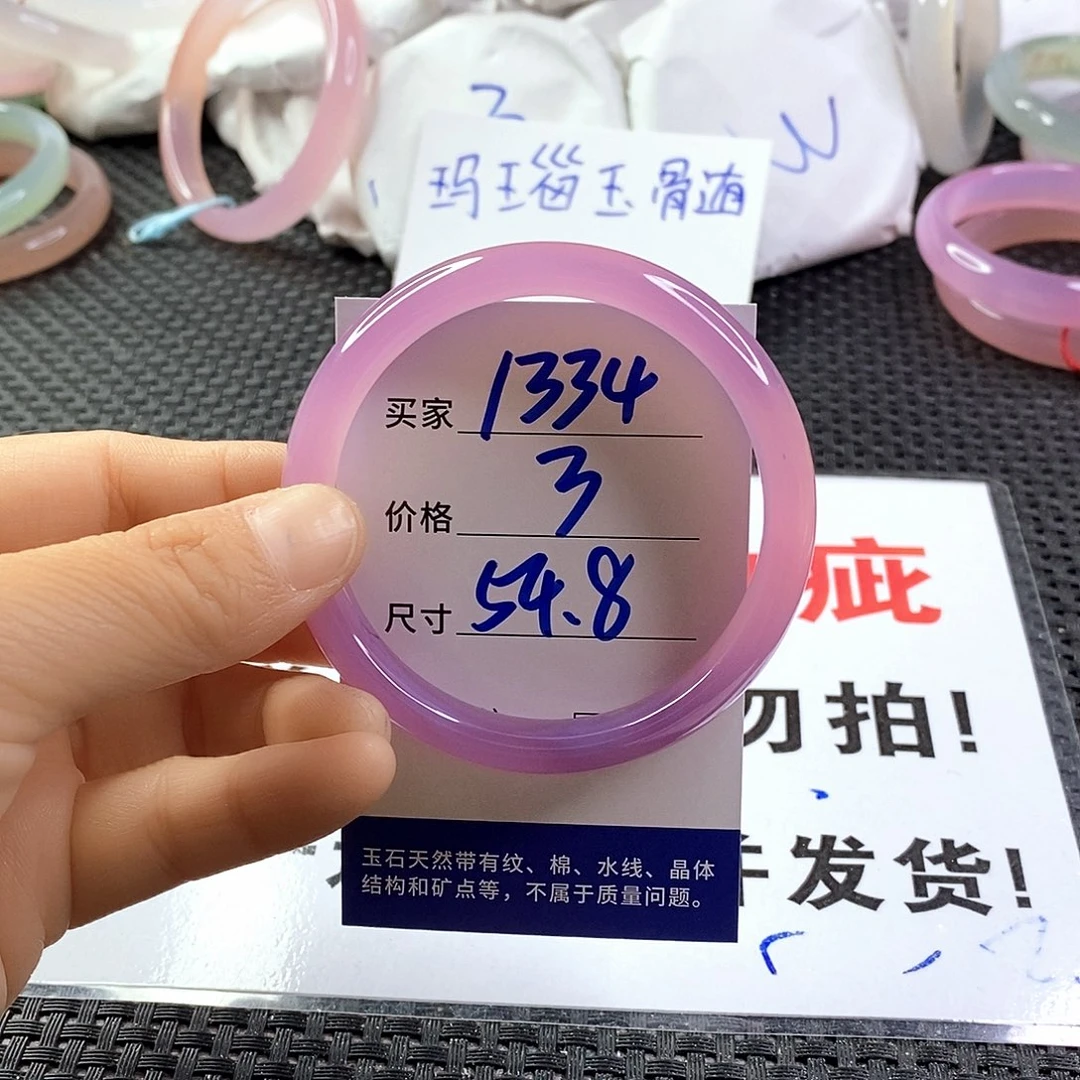 玛瑙玉骨髓
买家 1334
价格 3
尺寸 54.8
玉石天然带有纹、棉、水线、晶体
结构和矿点等，不属于质量问题。
疵
勿拍！
发货！